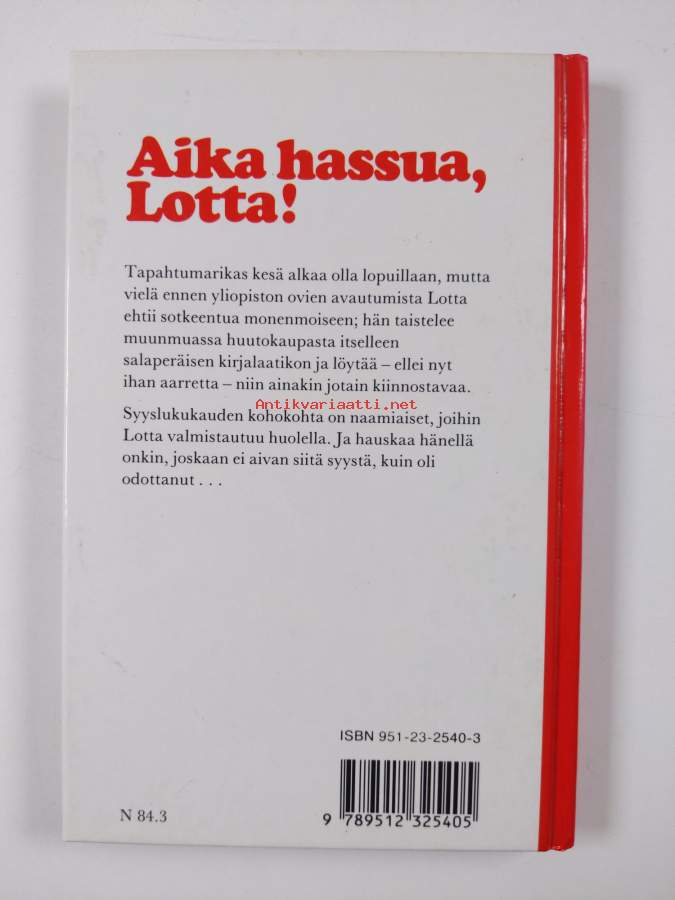 Aika hassua,
Lotta!
Tapahtumarikas kesä alkaa olla lopuillaan, mutta
vielä ennen yliopiston ovien avautumista Lotta
ehtii sotkeentua monenmoiseen; hän taistelee
muunmuassa huutokaupasta itselleen
salaperäisen kirjalaatikon ja löytää – ellei nyt
ihan aarretta – niin ainakin jotain kiinnostavaa.
Antikvariaatti.net
Syyslukukauden kohokohta on naamiaiset, joihin
Lotta valmistautuu huolella. Ja hauskaa hänellä
onkin, joskaan ei aivan siitä syystä, kuin oli
odottanut . . .
ISBN 951-23-2540-3
N 84.3
9 789512 325405